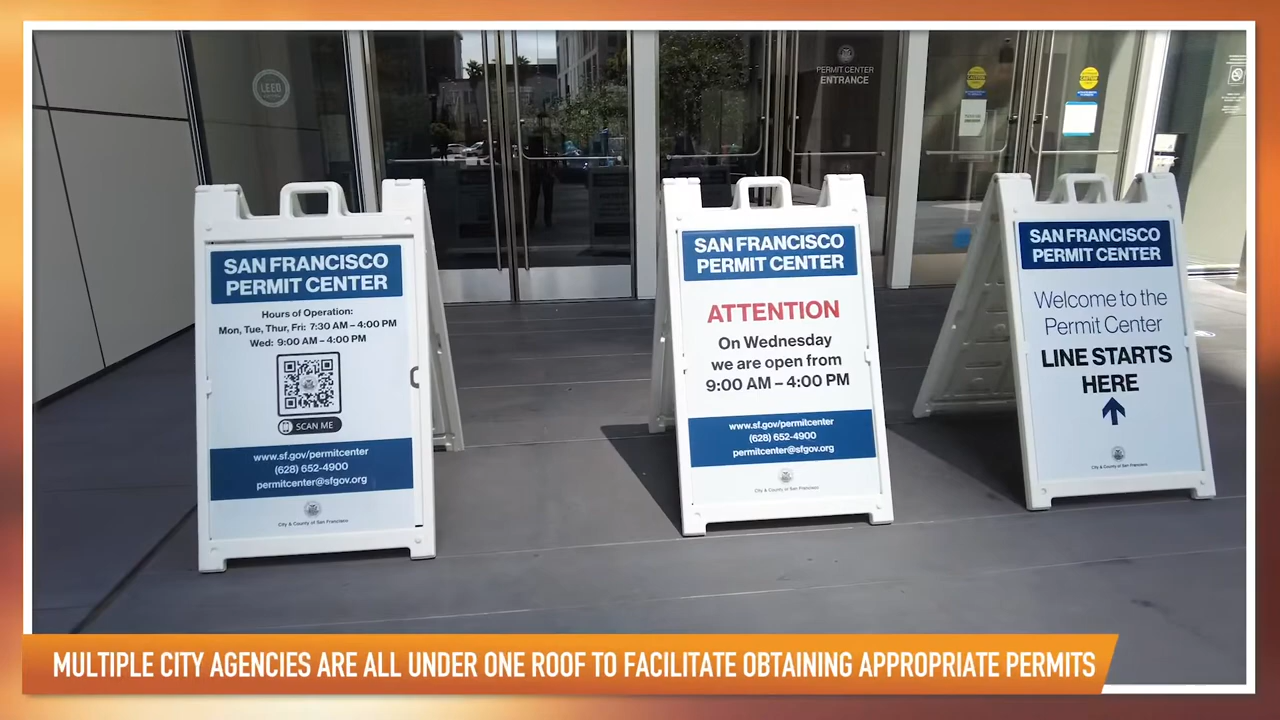 LEED
PERMIT CENTER
ENTRANCE
SAN FRANCISCO
PERMIT CENTER
Hours of Operation:
Mon, Tue, Thur, Fri: 7:30 AM – 4:00 PM
Wed: 9:00 AM – 4:00 PM
SCAN ME
www.sf.gov/permitcenter
(628) 652-4900
permitcenter@sfgov.org
City & County of San Francisco
SAN FRANCISCO
PERMIT CENTER
ATTENTION
On Wednesday
we are open from
9:00 AM – 4:00 PM
www.sf.gov/permitcenter
(628) 652-4900
permitcenter@sfgov.org
City & County of San Francisco
SAN FRANCISCO
PERMIT CENTER
Welcome to the
Permit Center
LINE STARTS
HERE
City & County of San Francisco
MULTIPLE CITY AGENCIES ARE ALL UNDER ONE ROOF TO FACILITATE OBTAINING APPROPRIATE PERMITS